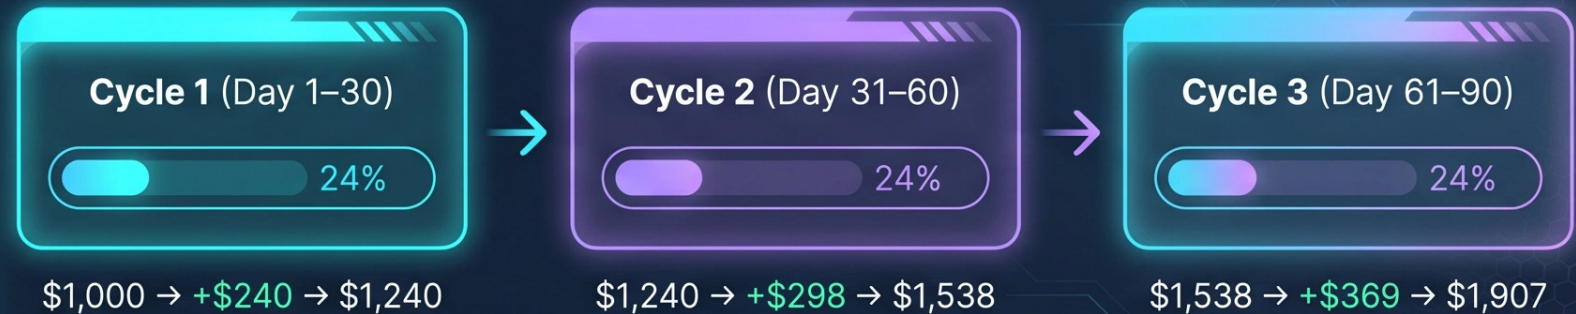 Cycle 1 (Day 1–30)
24%
$1,000 → +$240 → $1,240
Cycle 2 (Day 31–60)
24%
$1,240 → +$298 → $1,538
Cycle 3 (Day 61–90)
24%
$1,538 → +$369 → $1,907